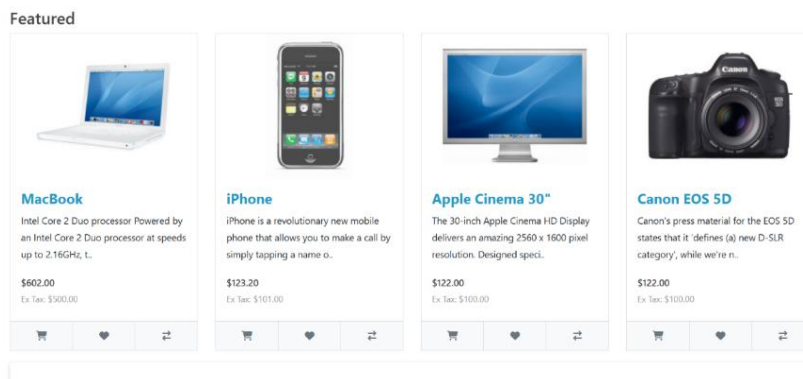 Featured
MacBook
Intel Core 2 Duo processor Powered by
an Intel Core 2 Duo processor at speeds
up to 2.16GHz, t..
$602.00
Ex Tax: $500.00
iPhone
iPhone is a revolutionary new mobile
phone that allows you to make a call by
simply tapping a name o..
$123.20
Ex Tax: $101.00
Apple Cinema 30"
The 30-inch Apple Cinema HD Display
delivers an amazing 2560 x 1600 pixel
resolution. Designed speci..
$122.00
Ex Tax: $100.00
Canon
Canon EOS 5D
Canon's press material for the EOS 5D
states that it 'defines (a) new D-SLR
category', while we're n..
$122.00
Ex Tax: $100.00